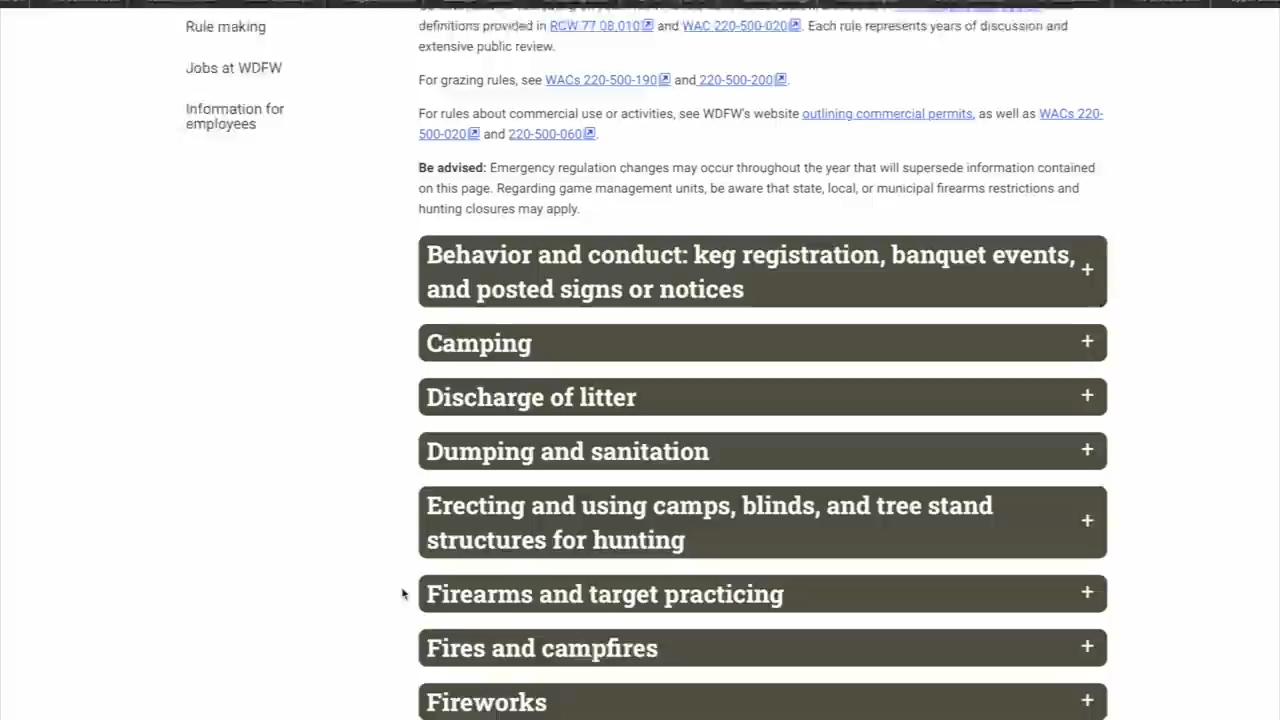 Rule making
Jobs at WDFW
Information for
employees
definitions provided in RCW 77.08.010 and WAC 220-500-020. Each rule represents years of discussion and
extensive public review.
For grazing rules, see WACs 220-500-190 and 220-500-200.
For rules about commercial use or activities, see WDFW's website outlining commercial permits, as well as WACs 220-
500-020 and 220-500-060.
Be advised: Emergency regulation changes may occur throughout the year that will supersede information contained
on this page. Regarding game management units, be aware that state, local, or municipal firearms restrictions and
hunting closures may apply.
Behavior and conduct: keg registration, banquet events,
and posted signs or notices
+
Camping +
Discharge of litter +
Dumping and sanitation +
Erecting and using camps, blinds, and tree stand
structures for hunting
+
Firearms and target practicing +
Fires and campfires +
Fireworks +